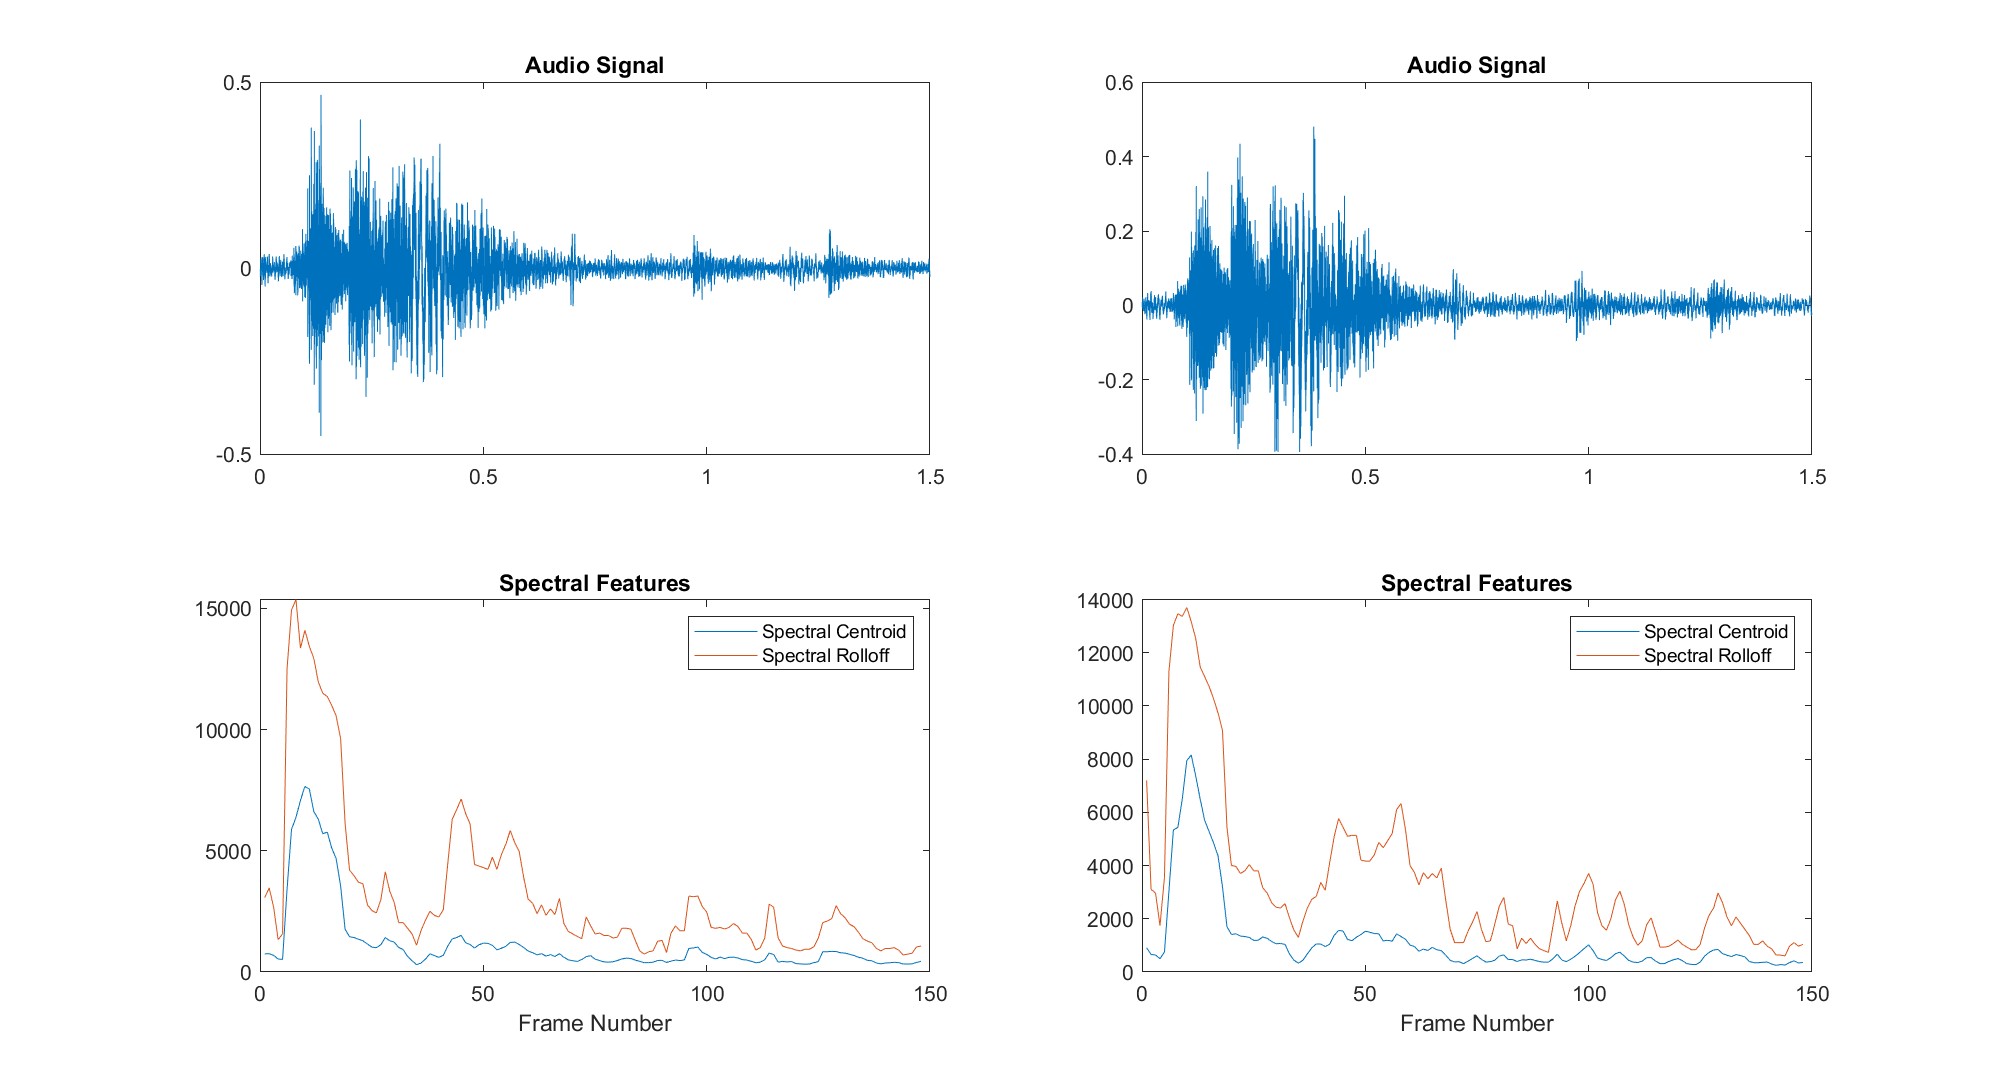 Audio Signal
0.5
0
-0.5
0 0.5 1 1.5
Audio Signal
0.6
0.4
0.2
0
-0.2
-0.4
0 0.5 1 1.5
Spectral Features
15000
10000
5000
0
Spectral Centroid
Spectral Rolloff
0 50 100 150
Frame Number
Spectral Features
14000
12000
10000
8000
6000
4000
2000
0
Spectral Centroid
Spectral Rolloff
0 50 100 150
Frame Number